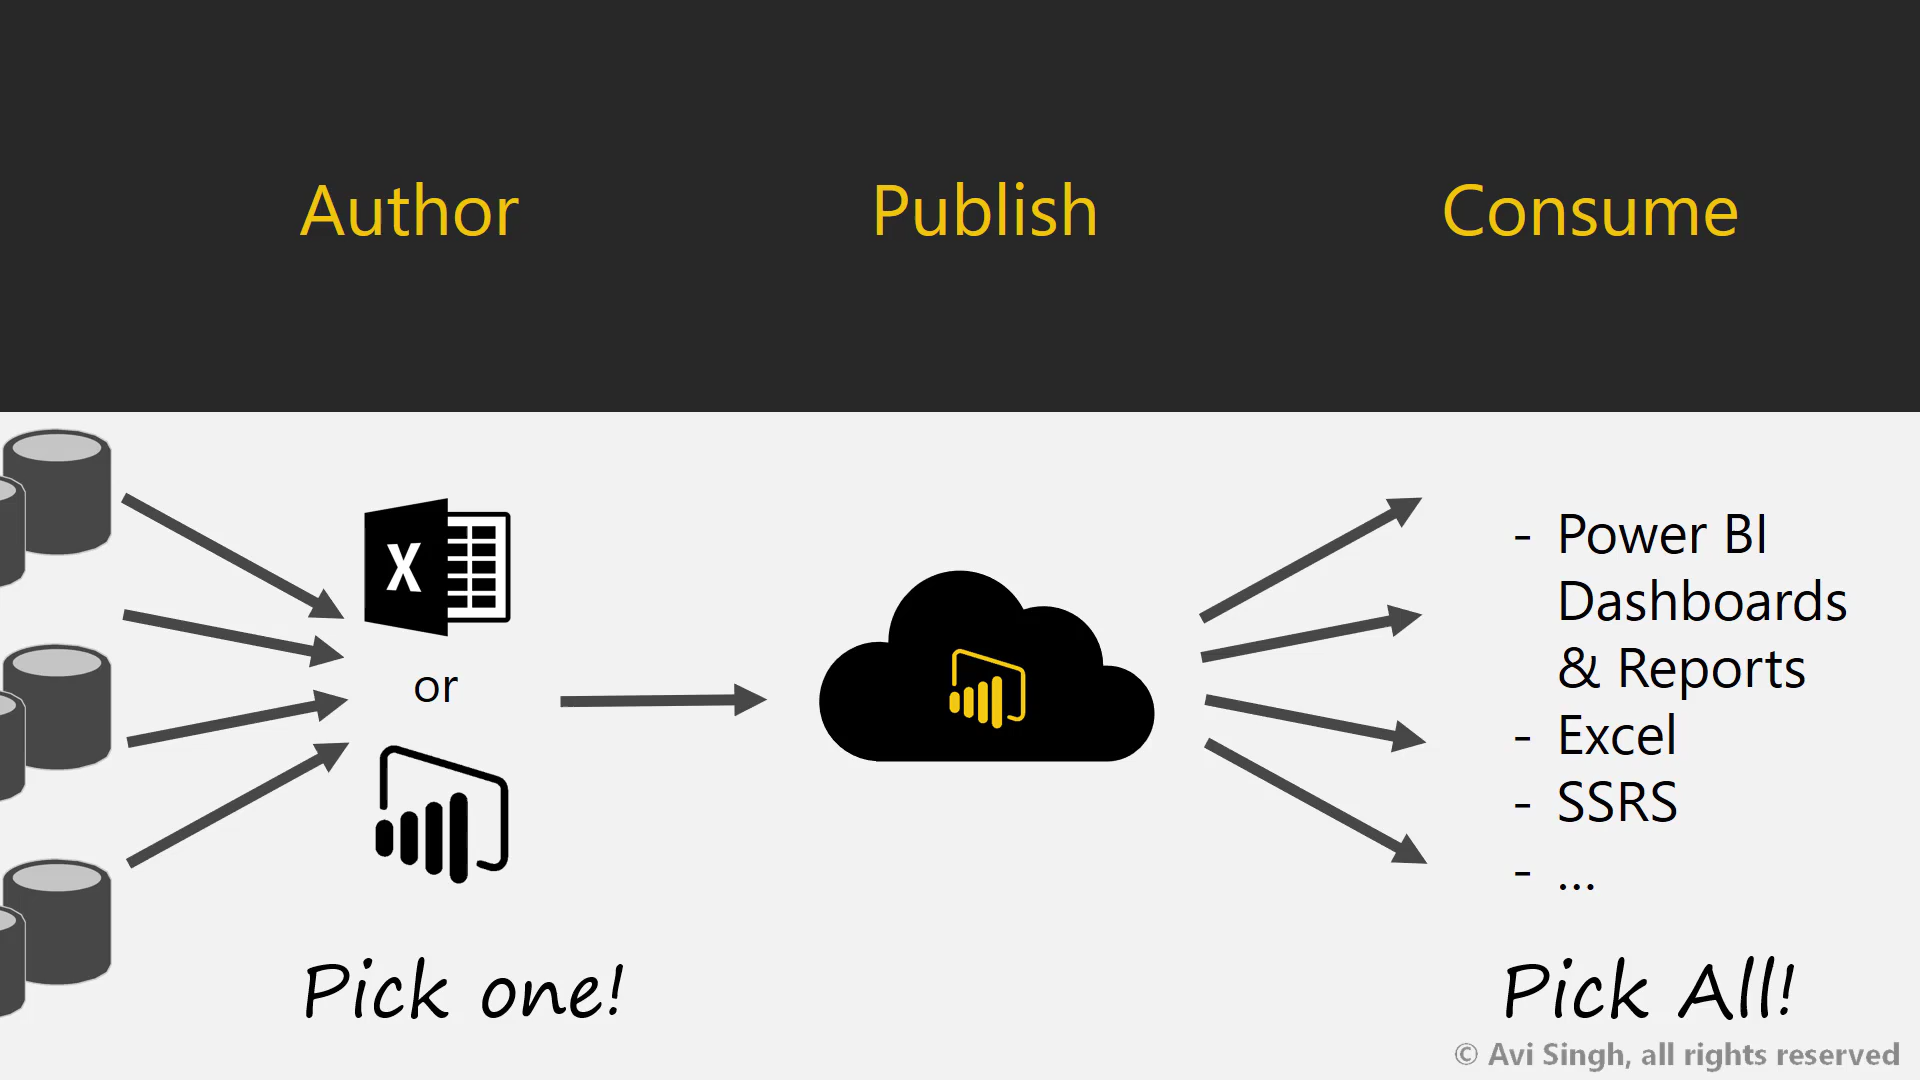 Author
Publish
Consume
X
or
- Power BI
Dashboards
& Reports
- Excel
- SSRS
- ...
Pick one!
Pick All!
© Avi Singh, all rights reserved